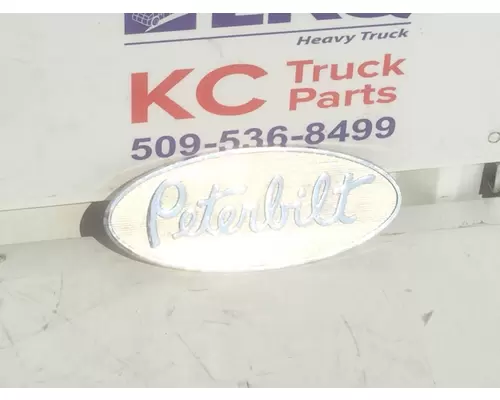 Heavy Truck
KC Truck
Parts
509-536-8499
Peterbilt